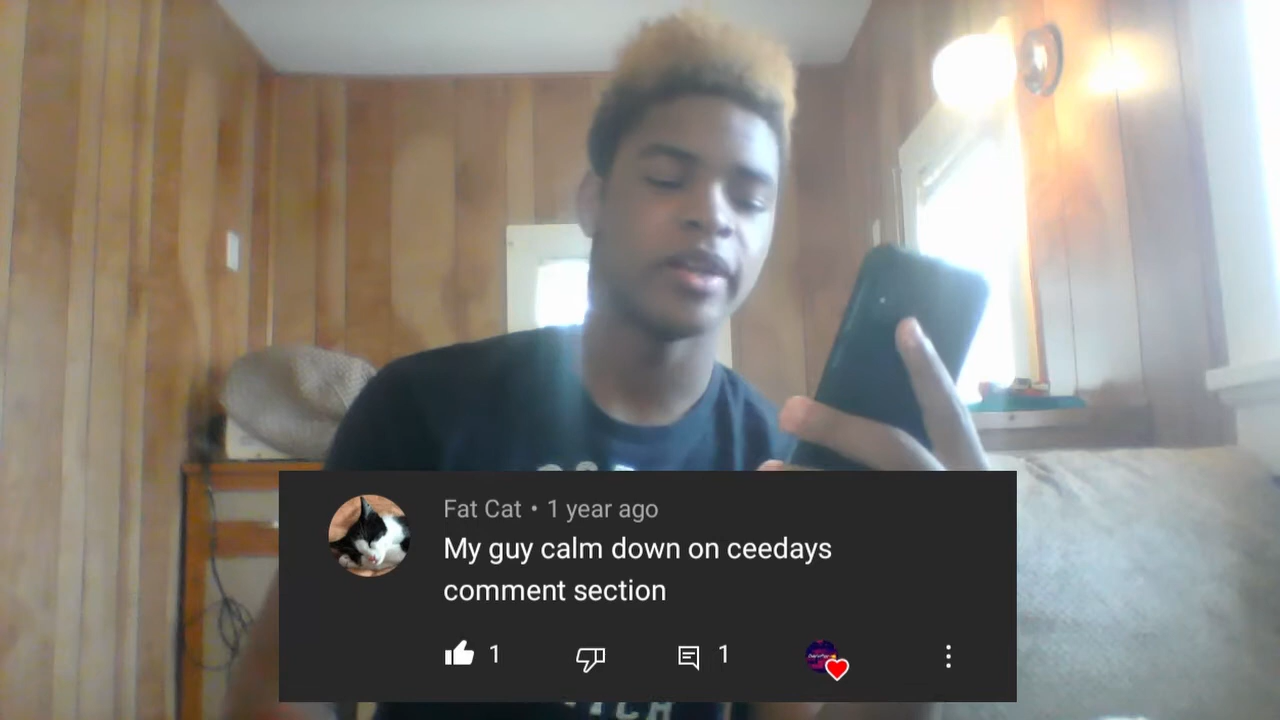 Fat Cat • 1 year ago
My guy calm down on ceedays
comment section
1 1